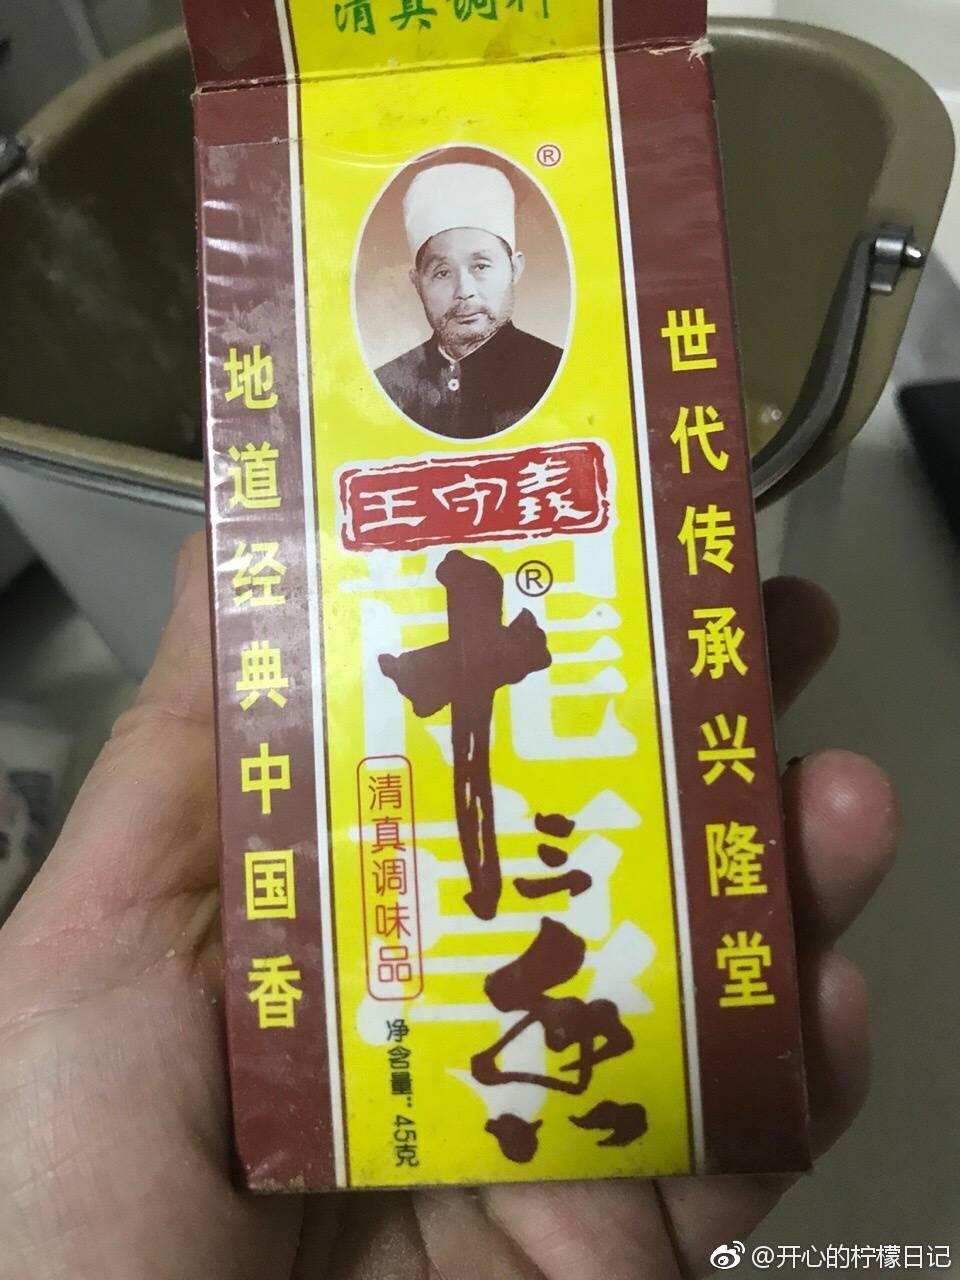 清真调料
®
王守義
®
十三香
世代传承兴隆堂
地道经典中国香
清真调味品
净含量:45克
@开心的柠檬日记